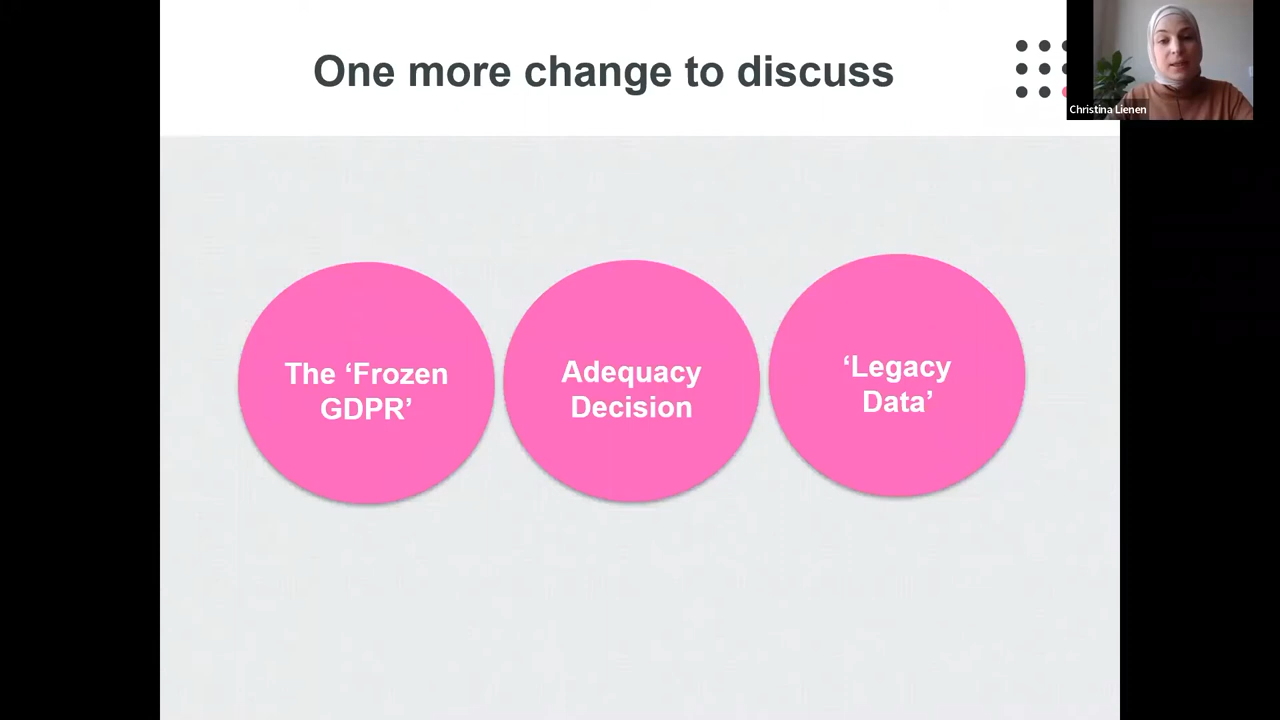 One more change to discuss
Christina Lienen
The ‘Frozen
GDPR’
Adequacy
Decision
‘Legacy
Data’